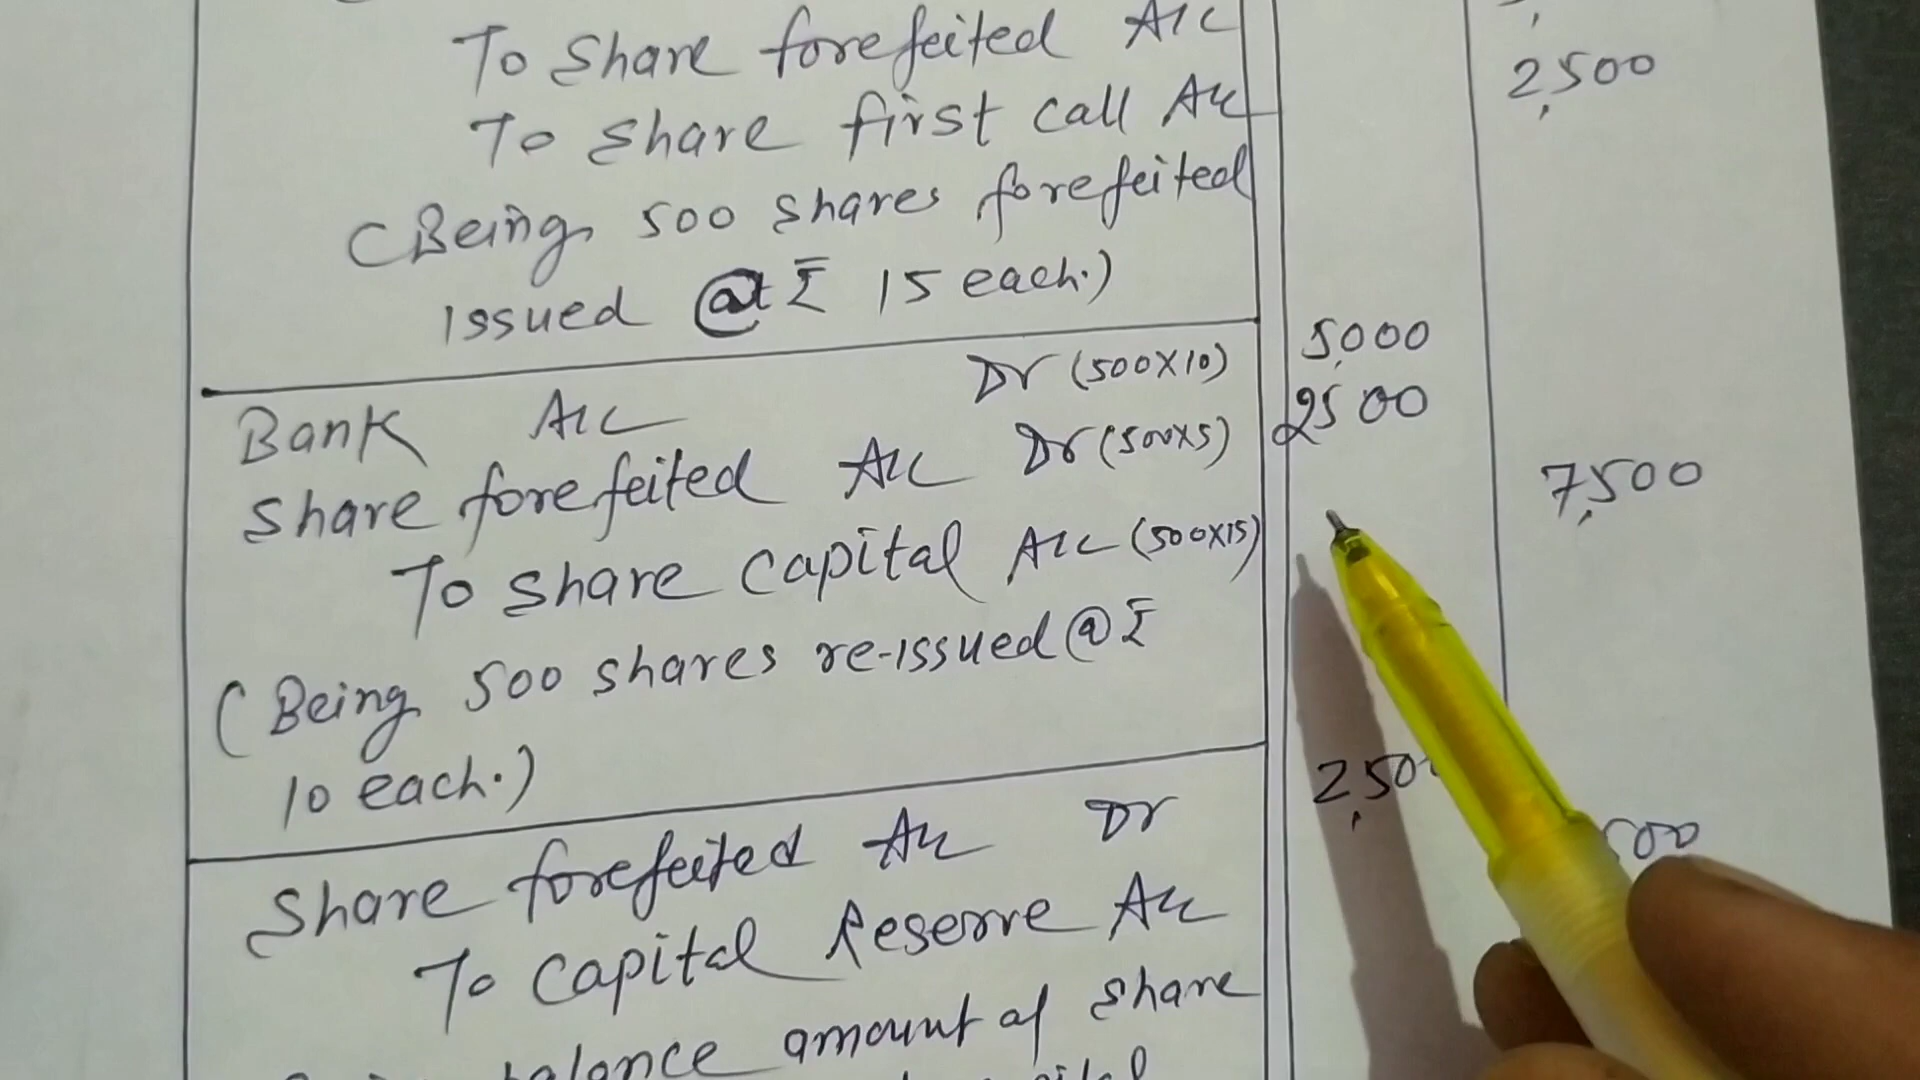 To Share forefeited A/c
2,500
To Share first call A/c
(Being 500 shares forefeited
issued @ ₹ 15 each.)
Bank A/c Dr (500X10) 5,000
Share forefeited A/c Dr (500X5) 2500
To Share Capital A/c (500X15) 7,500
(Being 500 shares re-issued @ ₹
10 each.)
Share forefeited A/c Dr
To Capital Reserve A/c
balance amount of share